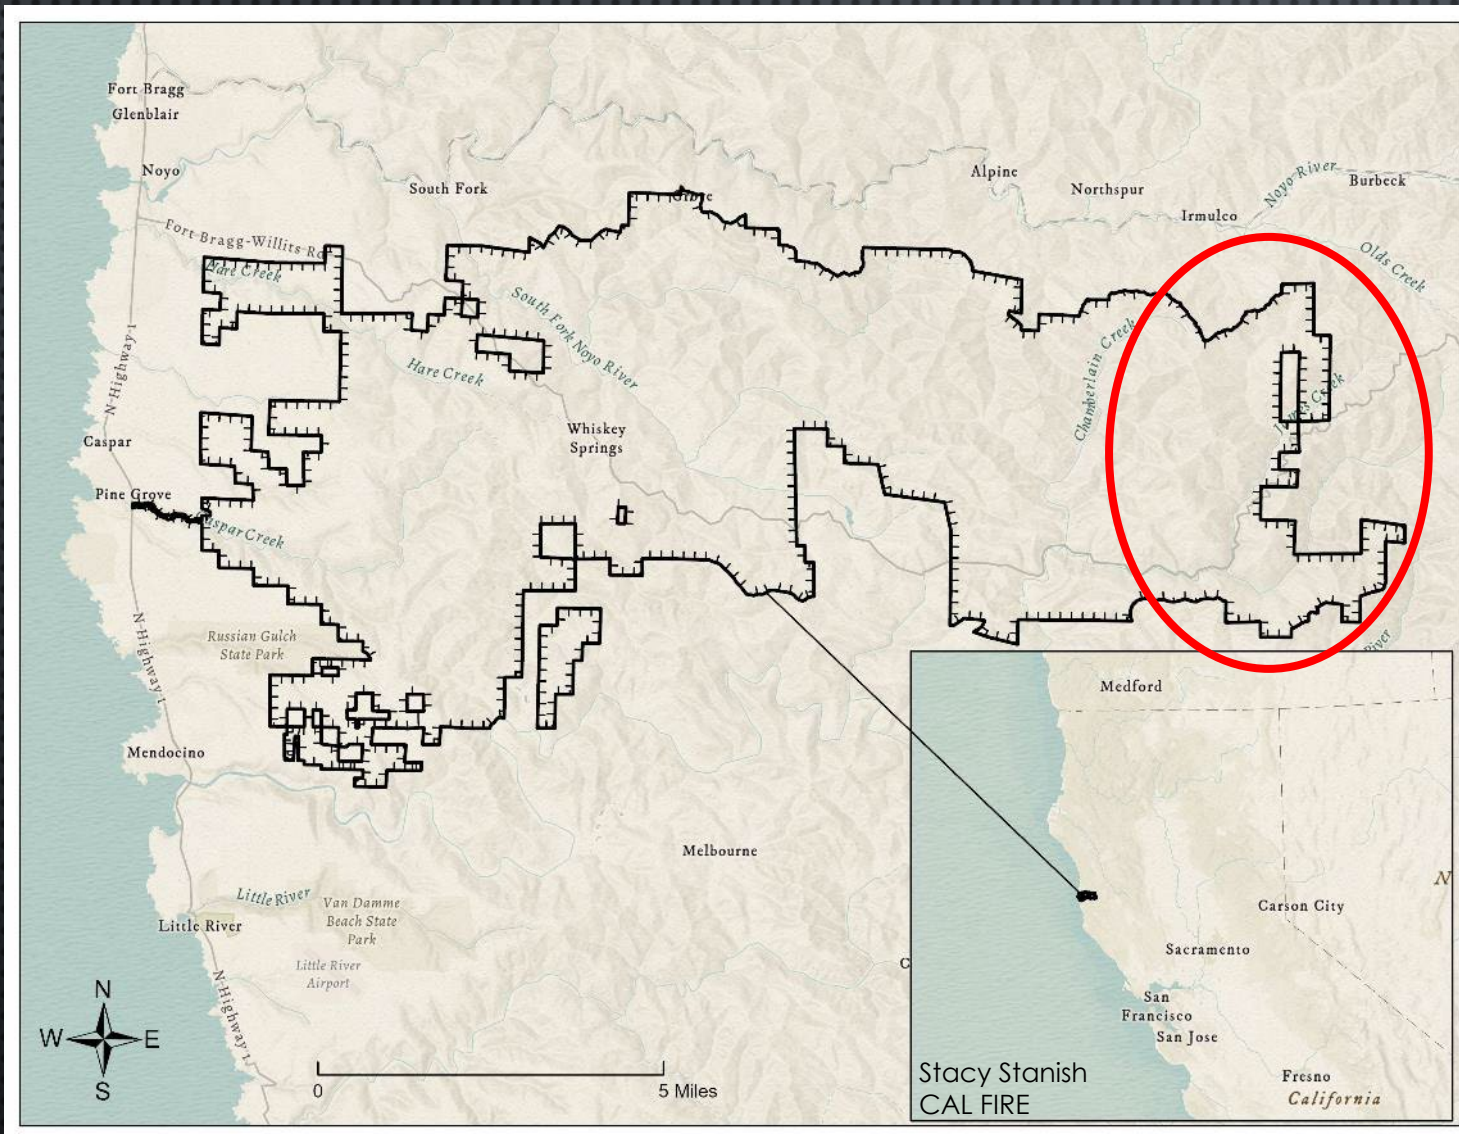 Fort Bragg
Glenblair
Noyo
South Fork
Alpine
Northspur
Noyo River
Burbeck
Irmulco
Olds Creek
Fort Bragg-Willits Rd
Hare Creek
South Fork Noyo River
Hare Creek
Chamberlain Creek
N Highway 1
Caspar
Whiskey
Springs
Pine Grove
Caspar Creek
N Highway 1
Russian Gulch
State Park
River
Mendocino
Melbourne
Little River
Van Damme
Beach State
Park
Little River
Little River
Airport
N Highway 1
C
N
W
E
S
0
5 Miles
Medford
Carson City
N
Sacramento
San
Francisco
San Jose
Fresno
California
Stacy Stanish
CAL FIRE